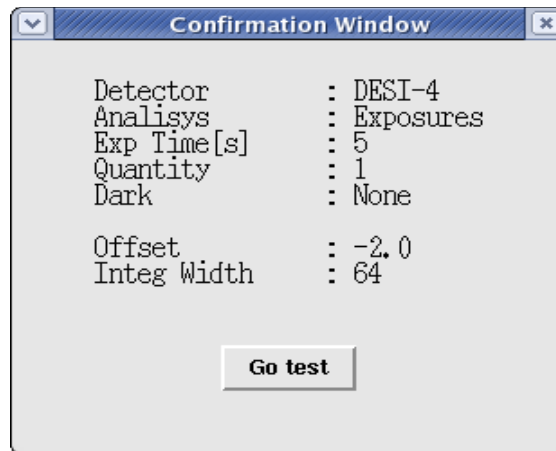 Confirmation Window
Detector : DESI-4
Analisys : Exposures
Exp Time[s] : 5
Quantity : 1
Dark : None
Offset : -2.0
Integ Width : 64
Go test